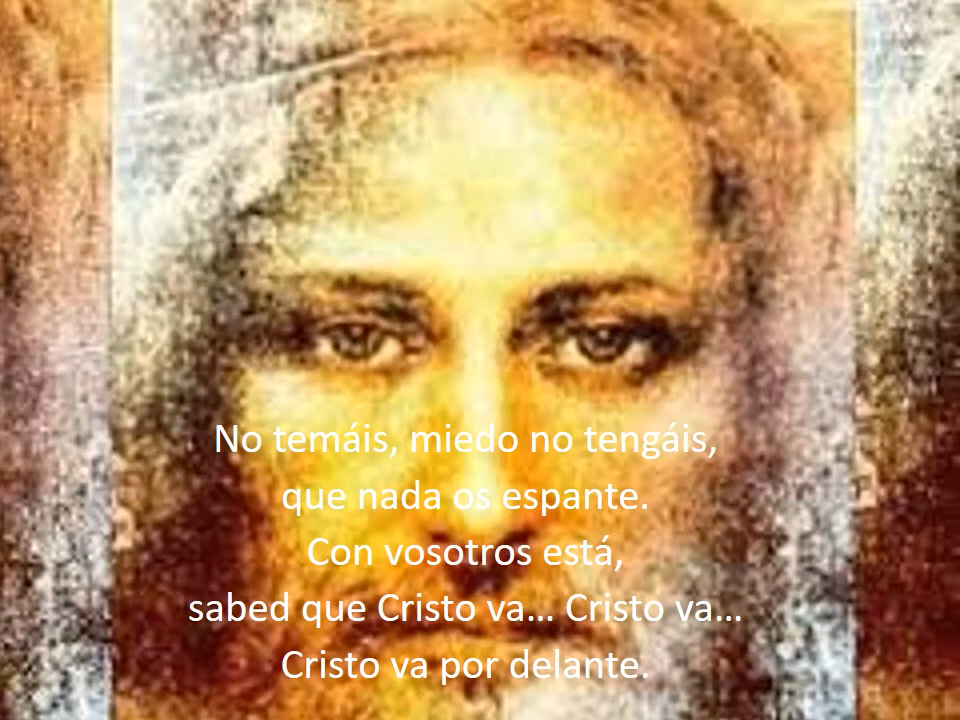 No temáis, miedo no tengáis,
que nada os espante.
Con vosotros está,
sabed que Cristo va… Cristo va…
Cristo va por delante.